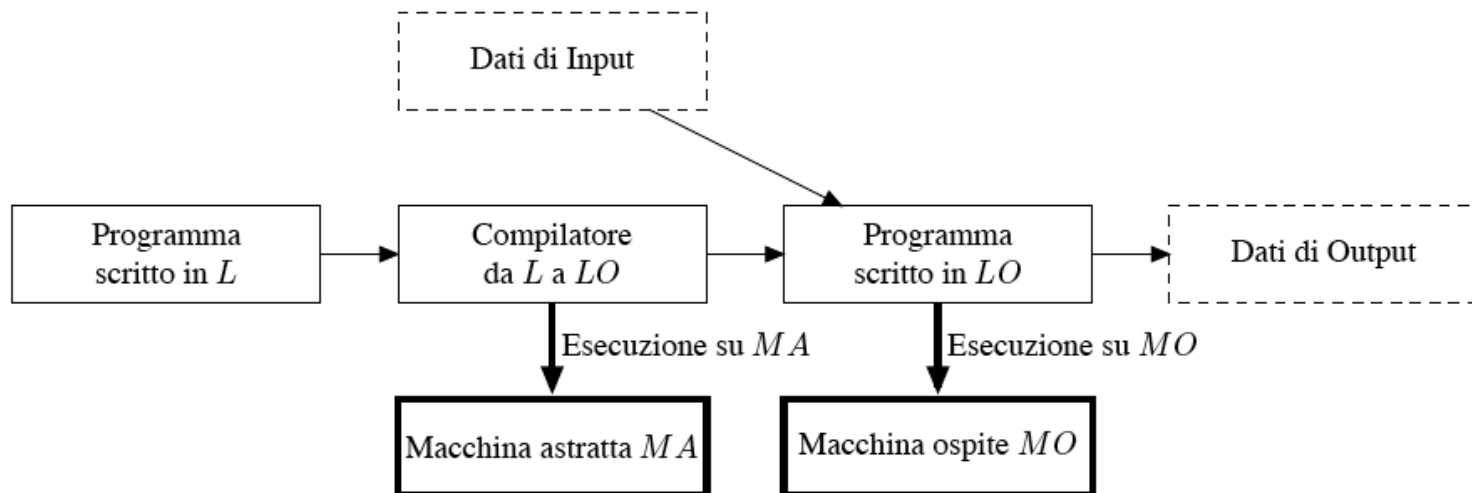 Dati di Input
Programma
scritto in L
Compilatore
da L a LO
Programma
scritto in LO
Dati di Output
Esecuzione su MA
Esecuzione su MO
Macchina astratta MA
Macchina ospite MO